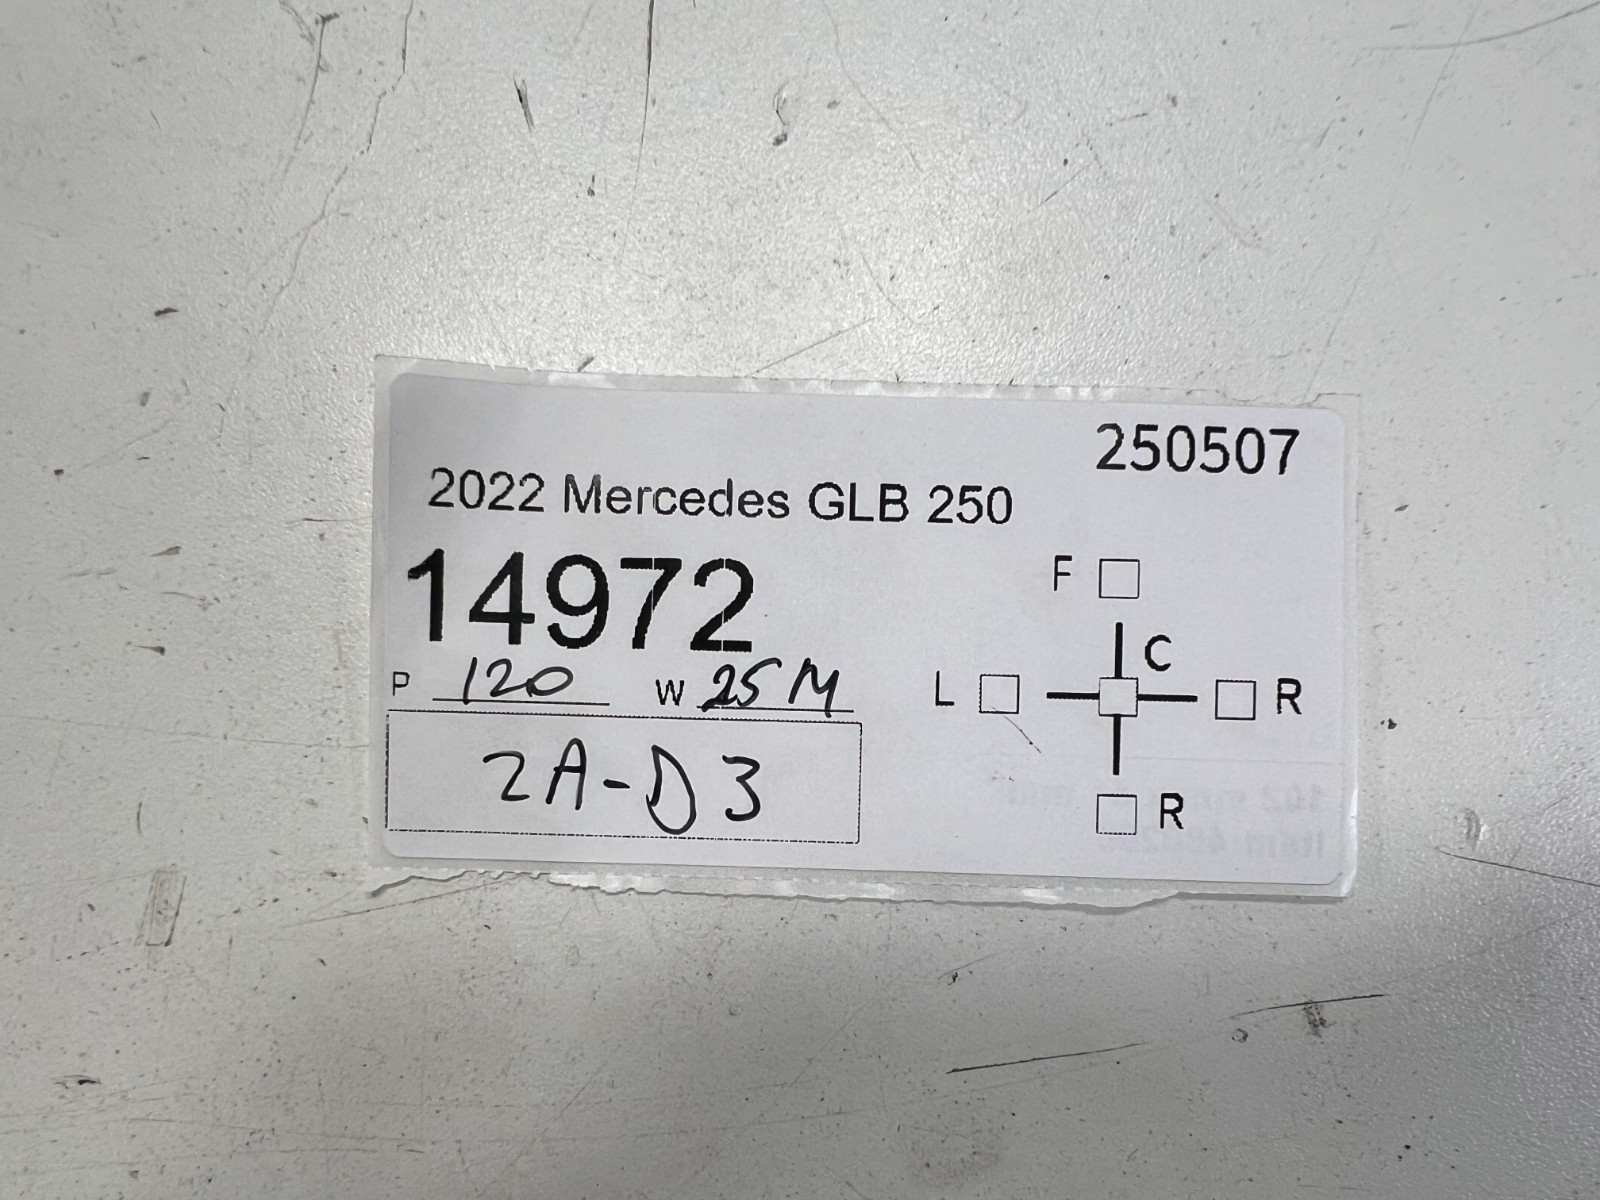 250507
2022 Mercedes GLB 250
14972
P 120 W 25M
2A-D3
F
C
L R
R